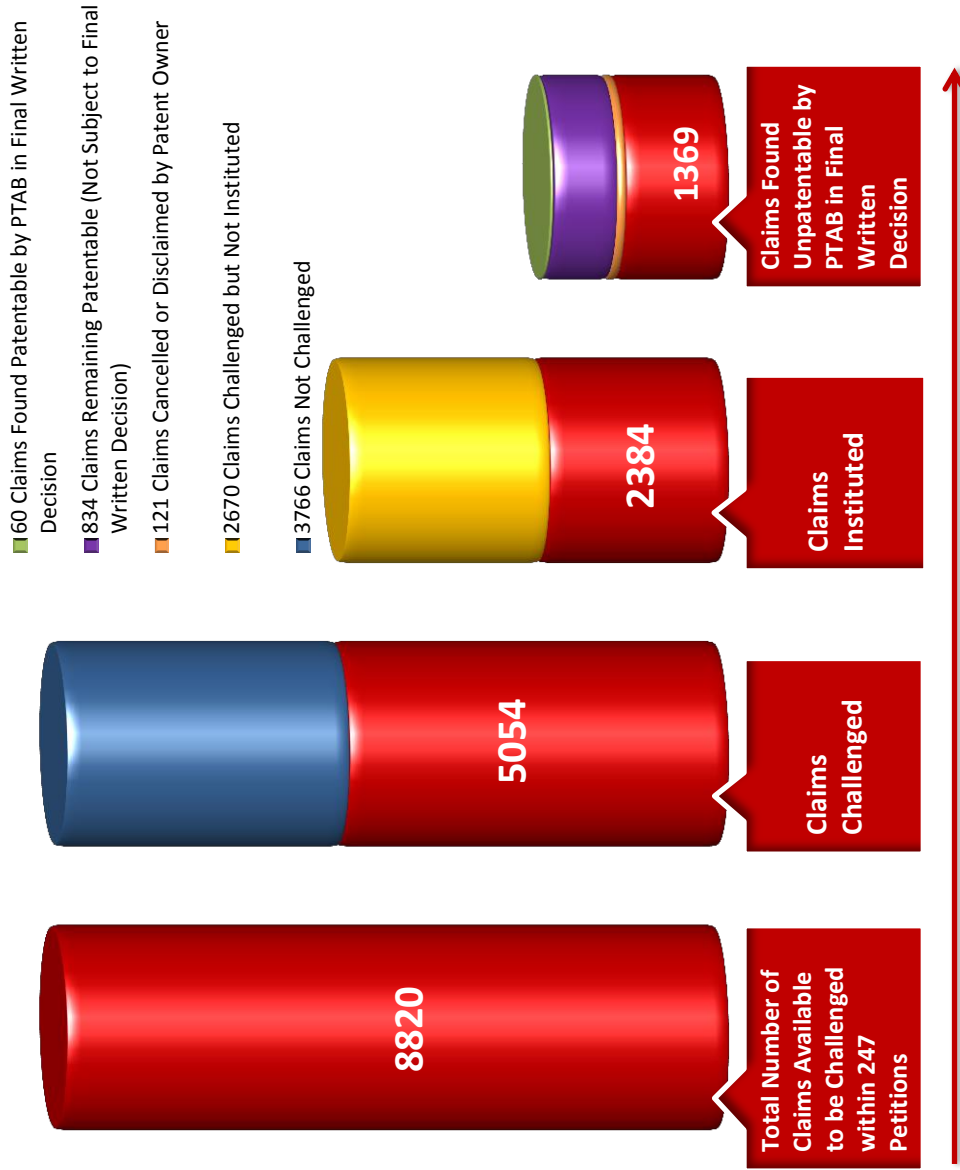 60 Claims Found Patentable by PTAB in Final Written
Decision
834 Claims Remaining Patentable (Not Subject to Final
Written Decision)
121 Claims Cancelled or Disclaimed by Patent Owner
2670 Claims Challenged but Not Instituted
3766 Claims Not Challenged
8820
5054
2384
1369
Total Number of
Claims Available
to be Challenged
within 247
Petitions
Claims
Challenged
Claims
Instituted
Claims Found
Unpatentable by
PTAB in Final
Written
Decision